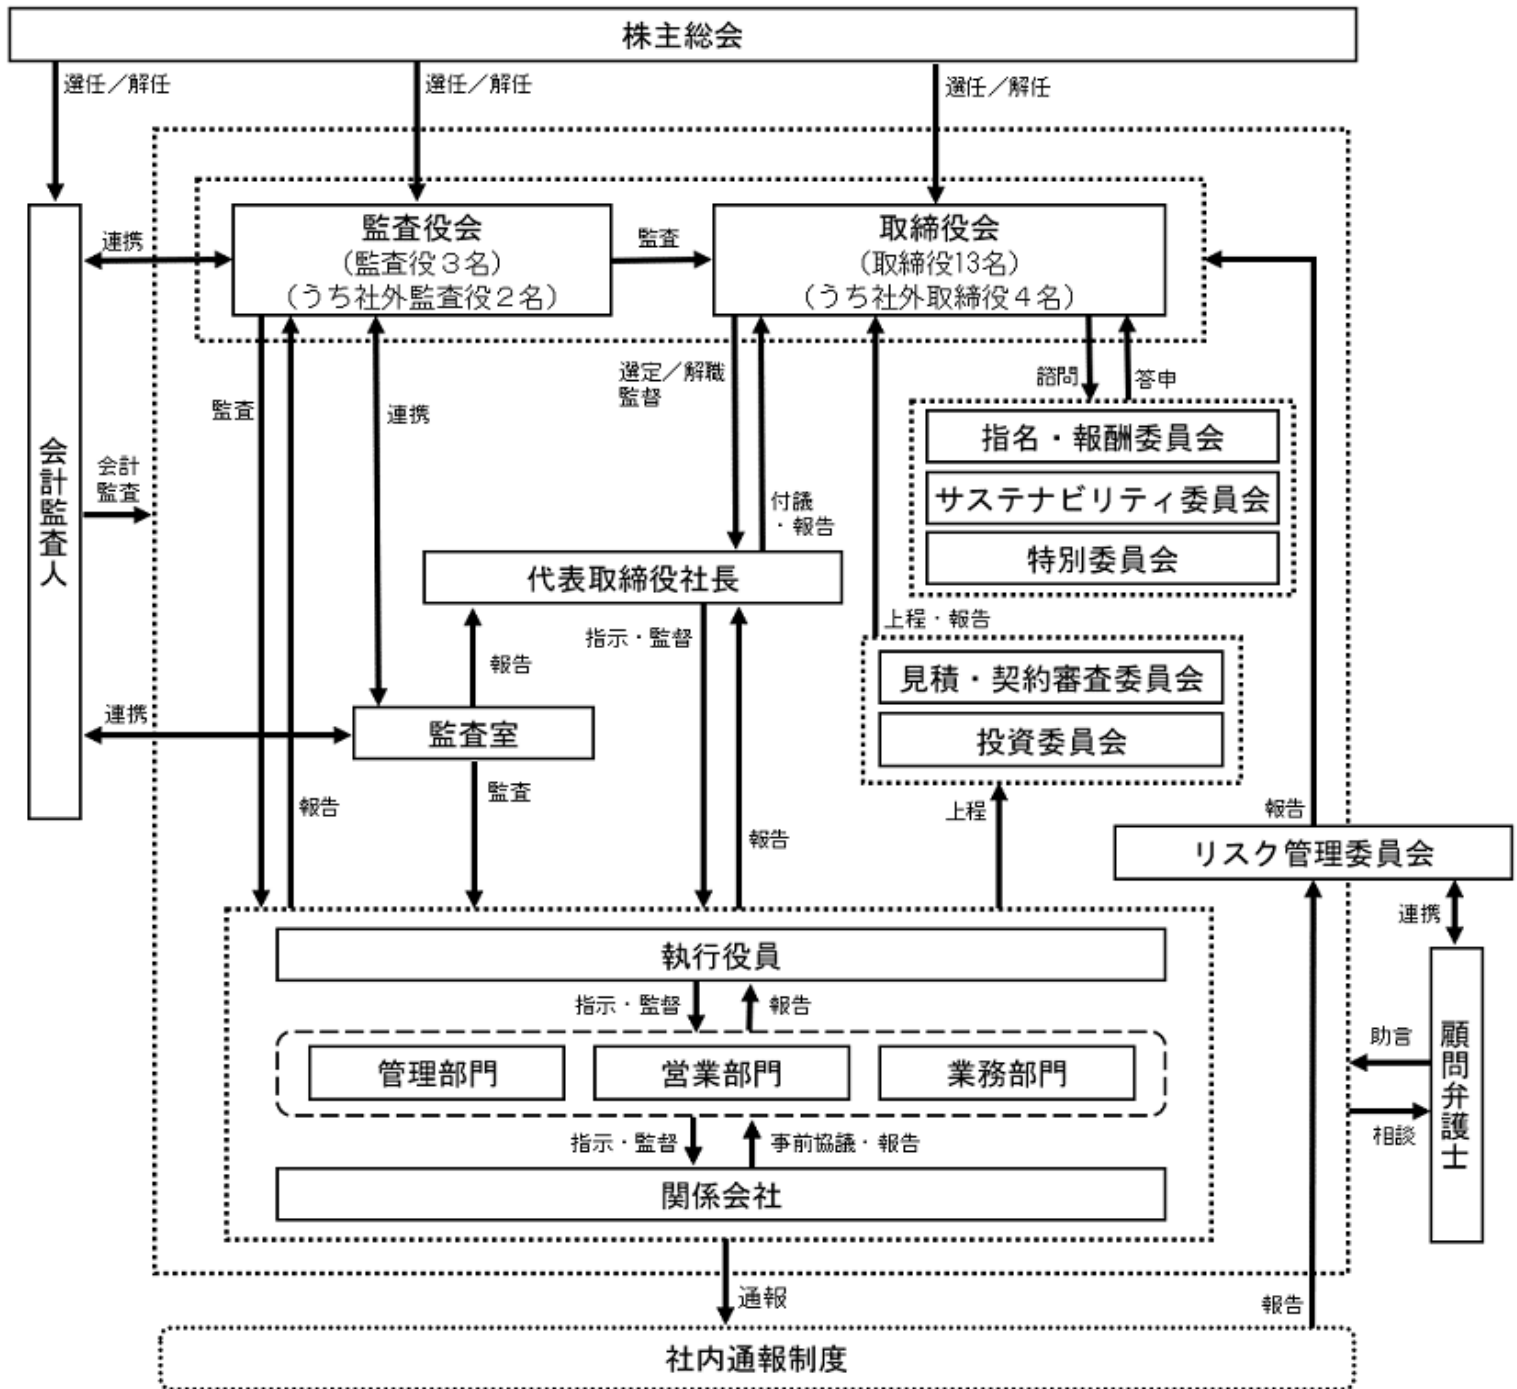 株主総会
選任／解任
選任／解任
選任／解任
監査役会
（監査役３名）
（うち社外監査役２名）
監査
取締役会
（取締役13名）
（うち社外取締役４名）
連携
選定／解職
監督
諮問
答申
監査
連携
指名・報酬委員会
サステナビリティ委員会
特別委員会
会計監査人
会計
監査
付議
・報告
代表取締役社長
上程・報告
指示・監督
報告
見積・契約審査委員会
投資委員会
連携
監査室
監査
報告
報告
上程
報告
リスク管理委員会
連携
執行役員
指示・監督
報告
管理部門
営業部門
業務部門
助言
相談
顧問弁護士
指示・監督
事前協議・報告
関係会社
通報
報告
社内通報制度